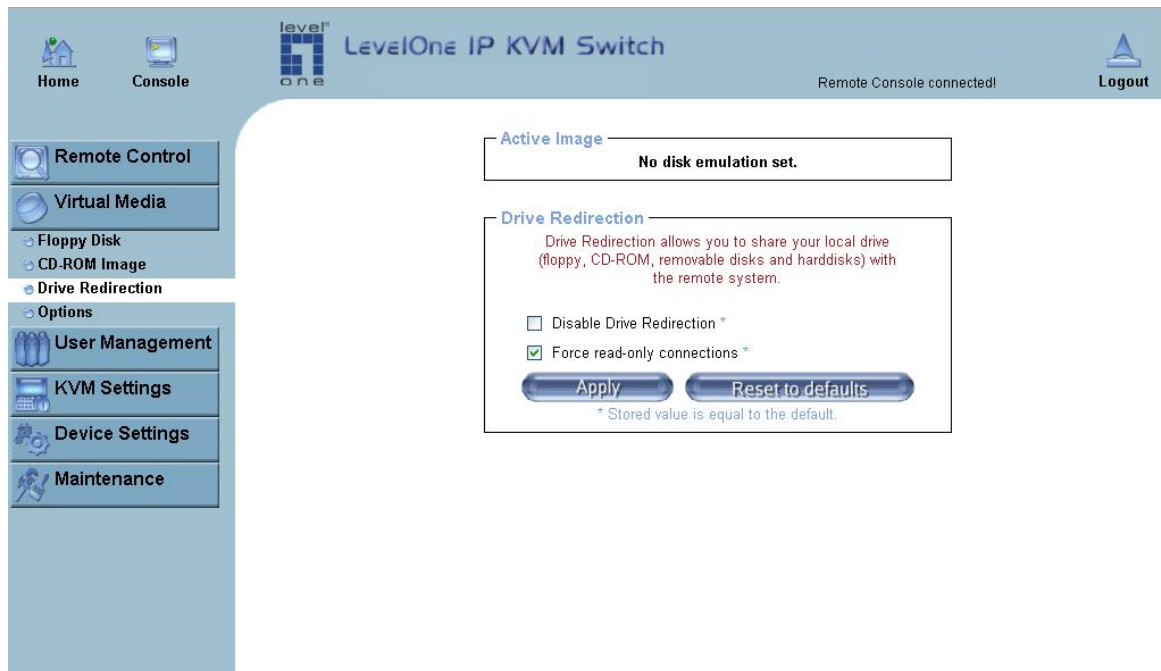 Home
Console
level
one
LevelOne IP KVM Switch
Remote Console connected!
Logout
Remote Control
Virtual Media
Floppy Disk
CD-ROM Image
Drive Redirection
Options
User Management
KVM Settings
Device Settings
Maintenance
Active Image
No disk emulation set.
Drive Redirection
Drive Redirection allows you to share your local drive
(floppy, CD-ROM, removable disks and harddisks) with
the remote system.
Disable Drive Redirection *
Force read-only connections *
Apply
Reset to defaults
* Stored value is equal to the default.